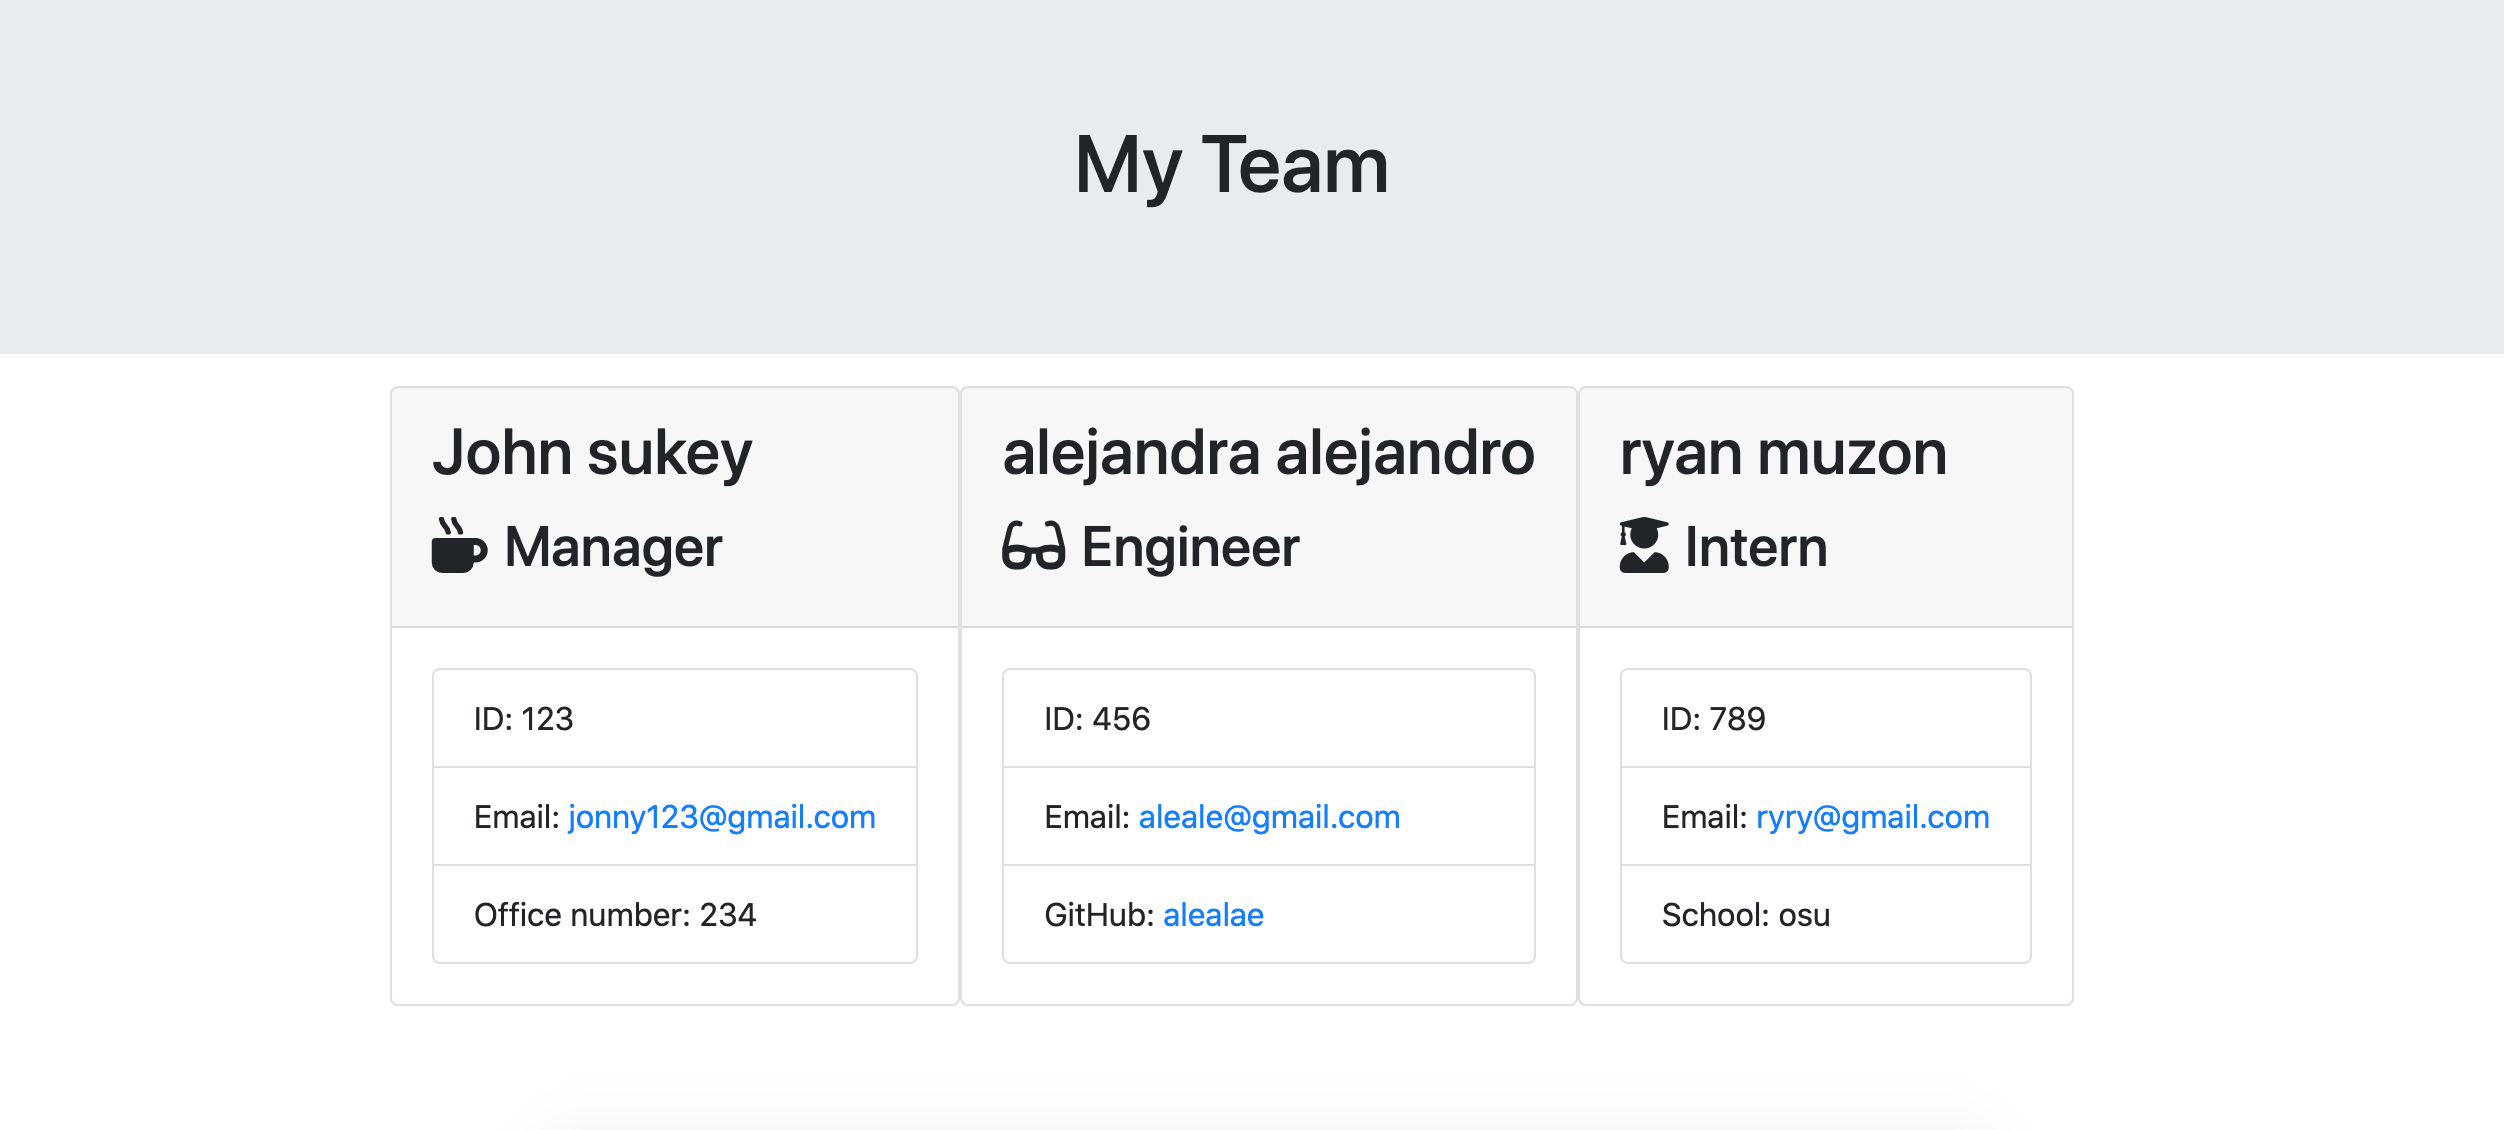 My Team
John sukey
Manager
ID: 123
Email: jonny123@gmail.com
Office number: 234
alejandra alejandro
Engineer
ID: 456
Email: aleale@gmail.com
GitHub: alealae
ryan muzon
Intern
ID: 789
Email: ryry@gmail.com
School: osu